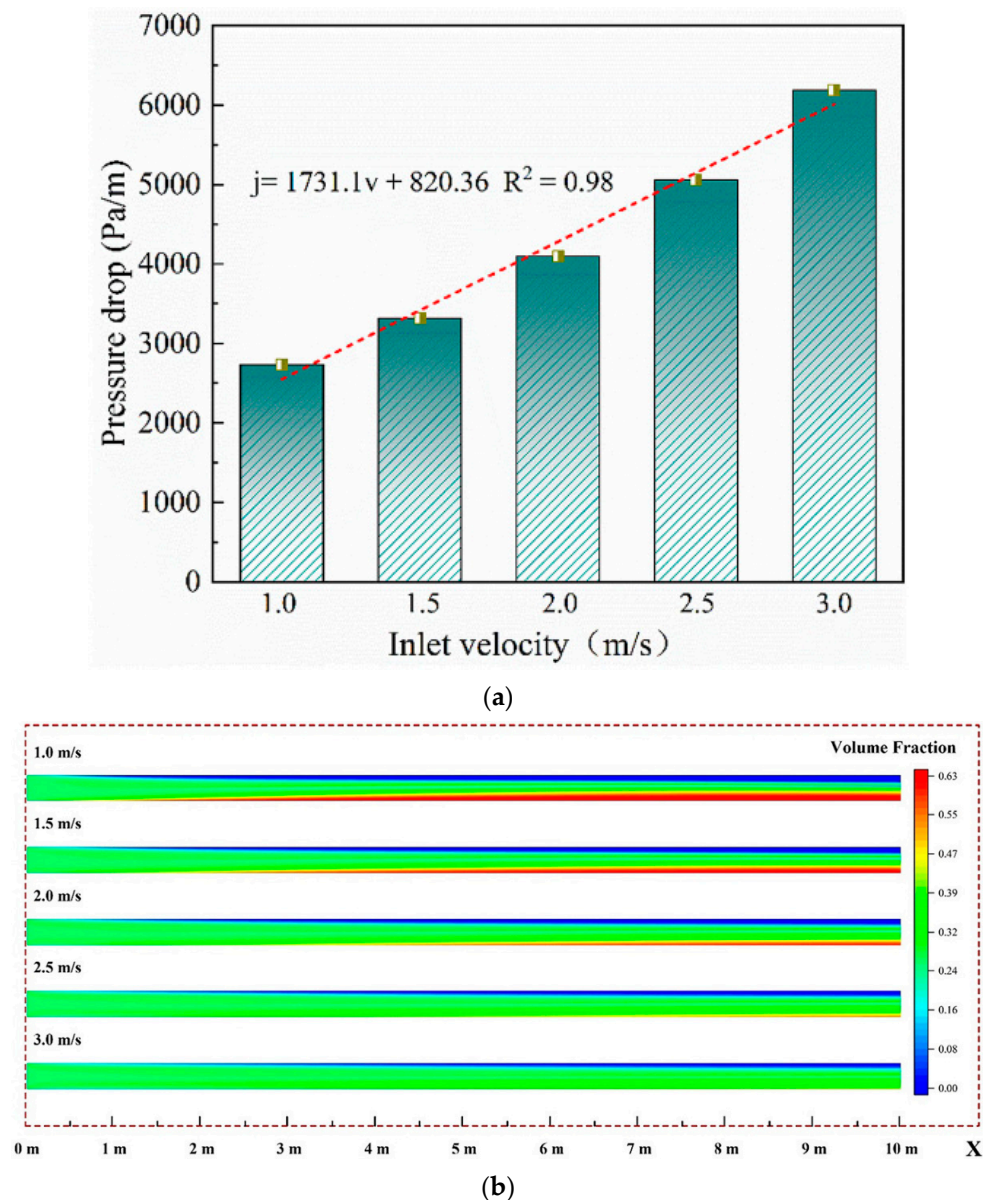 7000
6000
5000
4000
3000
2000
1000
0
Pressure drop (Pa/m)
j= 1731.1v + 820.36 R² = 0.98
1.0 1.5 2.0 2.5 3.0
Inlet velocity（m/s）
(a)
1.0 m/s
Volume Fraction
0.63
0.55
0.47
0.39
0.32
0.24
0.16
0.08
0.00
1.5 m/s
2.0 m/s
2.5 m/s
3.0 m/s
0 m 1 m 2 m 3 m 4 m 5 m 6 m 7 m 8 m 9 m 10 m X
(b)